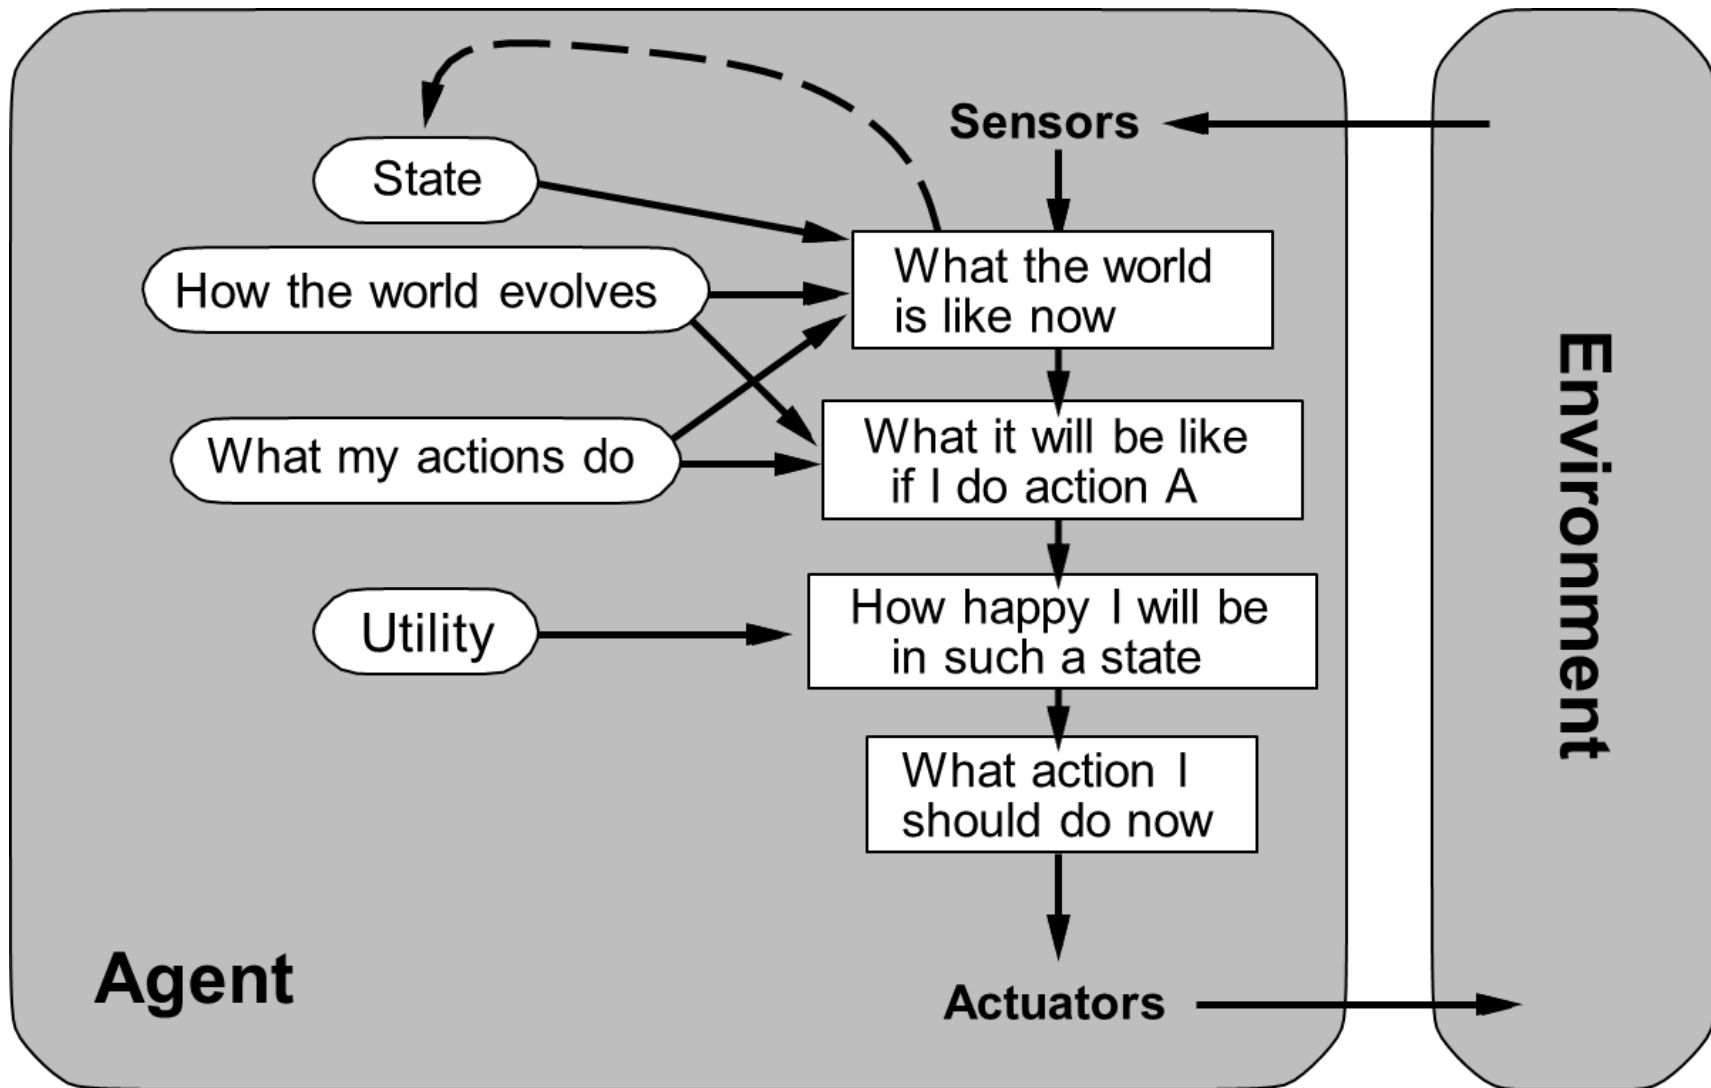 Sensors
State
What the world
is like now
How the world evolves
What it will be like
if I do action A
What my actions do
How happy I will be
in such a state
Utility
What action I
should do now
Agent
Actuators
Environment